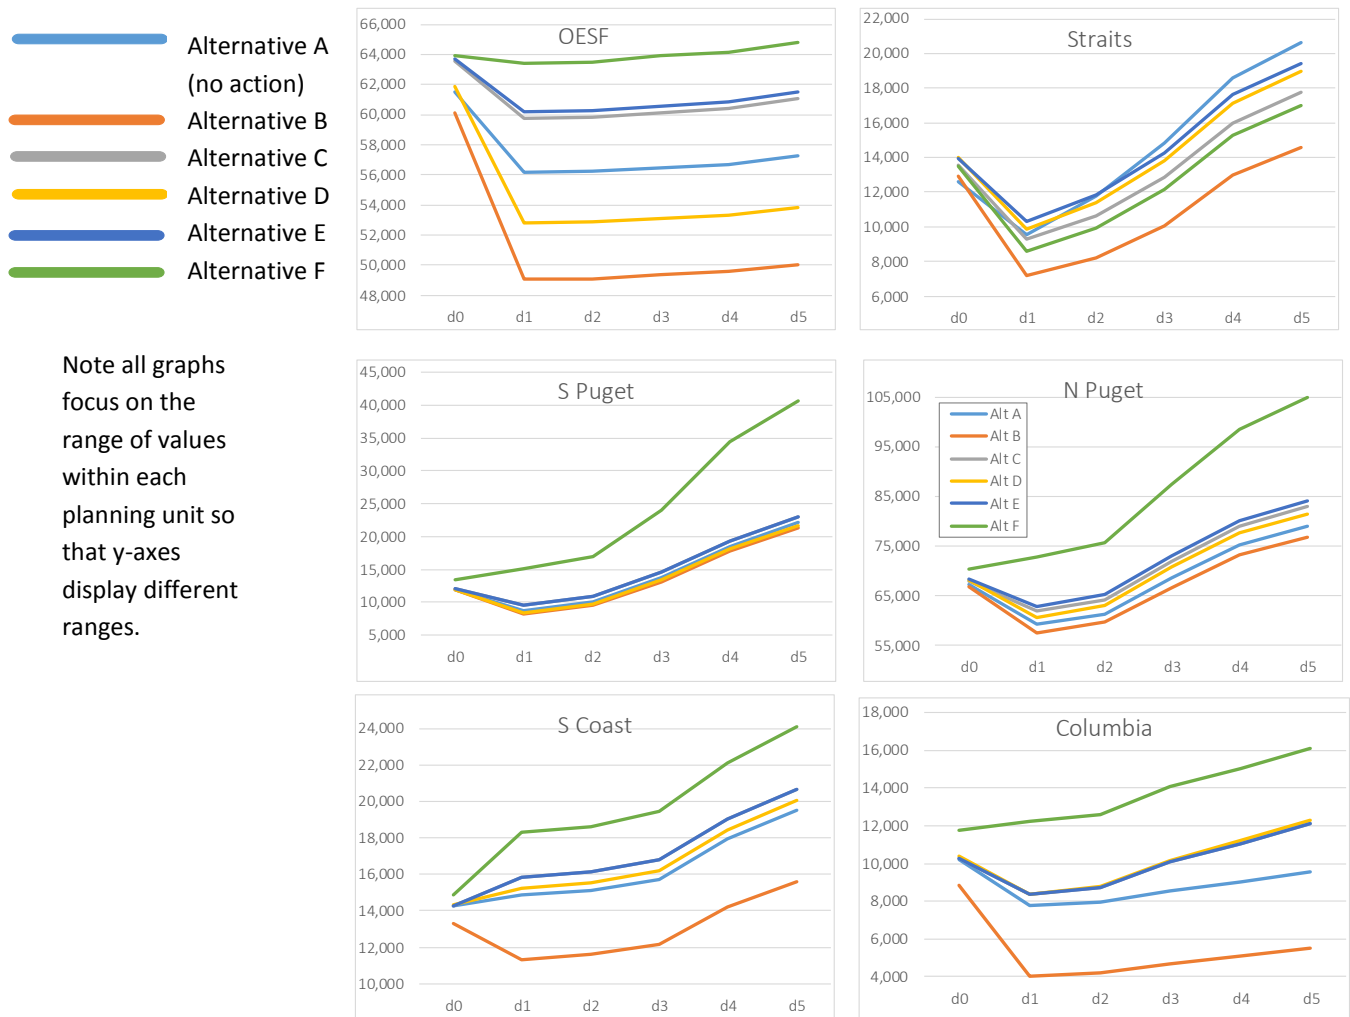 Alternative A
(no action)
Alternative B
Alternative C
Alternative D
Alternative E
Alternative F
Note all graphs
focus on the
range of values
within each
planning unit so
that y-axes
display different
ranges.
OESF
66,000
64,000
62,000
60,000
58,000
56,000
54,000
52,000
50,000
48,000
d0 d1 d2 d3 d4 d5
Straits
22,000
20,000
18,000
16,000
14,000
12,000
10,000
8,000
6,000
d0 d1 d2 d3 d4 d5
S Puget
45,000
40,000
35,000
30,000
25,000
20,000
15,000
10,000
5,000
d0 d1 d2 d3 d4 d5
N Puget
105,000
95,000
85,000
75,000
65,000
55,000
Alt A
Alt B
Alt C
Alt D
Alt E
Alt F
d0 d1 d2 d3 d4 d5
S Coast
24,000
22,000
20,000
18,000
16,000
14,000
12,000
10,000
d0 d1 d2 d3 d4 d5
Columbia
18,000
16,000
14,000
12,000
10,000
8,000
6,000
4,000
d0 d1 d2 d3 d4 d5